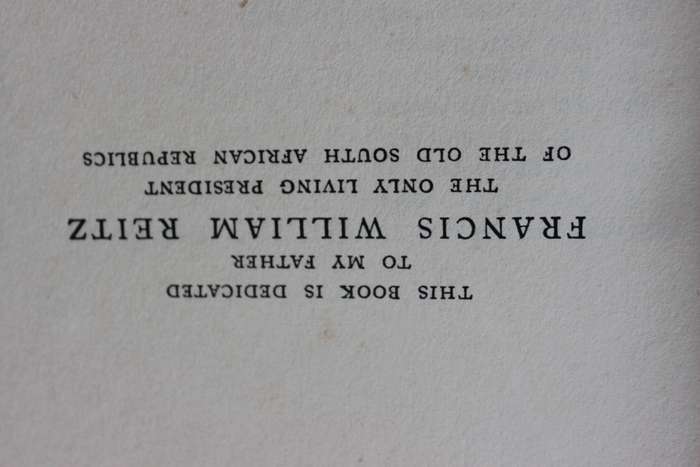 THIS BOOK IS DEDICATED
TO MY FATHER
FRANCIS WILLIAM REITZ
THE ONLY LIVING PRESIDENT
OF THE OLD SOUTH AFRICAN REPUBLICS